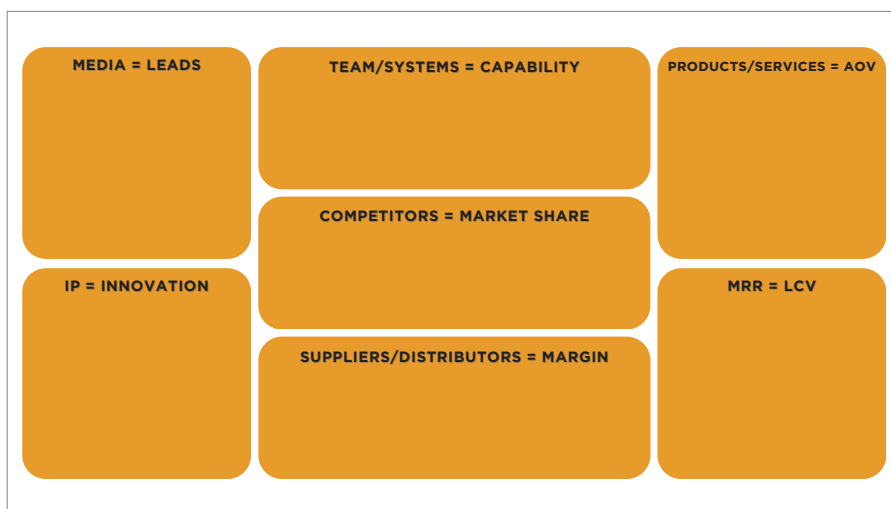 MEDIA = LEADS
TEAM/SYSTEMS = CAPABILITY
PRODUCTS/SERVICES = AOV
COMPETITORS = MARKET SHARE
IP = INNOVATION
MRR = LCV
SUPPLIERS/DISTRIBUTORS = MARGIN